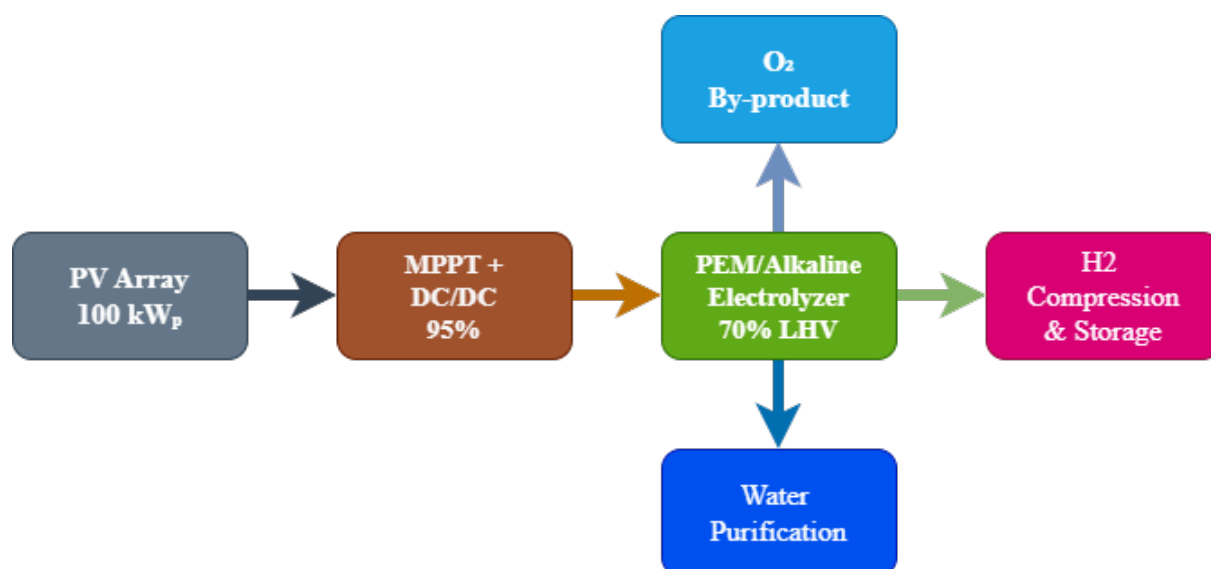 O₂
By-product
PV Array
100 kWₚ
MPPT +
DC/DC
95%
PEM/Alkaline
Electrolyzer
70% LHV
H2
Compression
& Storage
Water
Purification